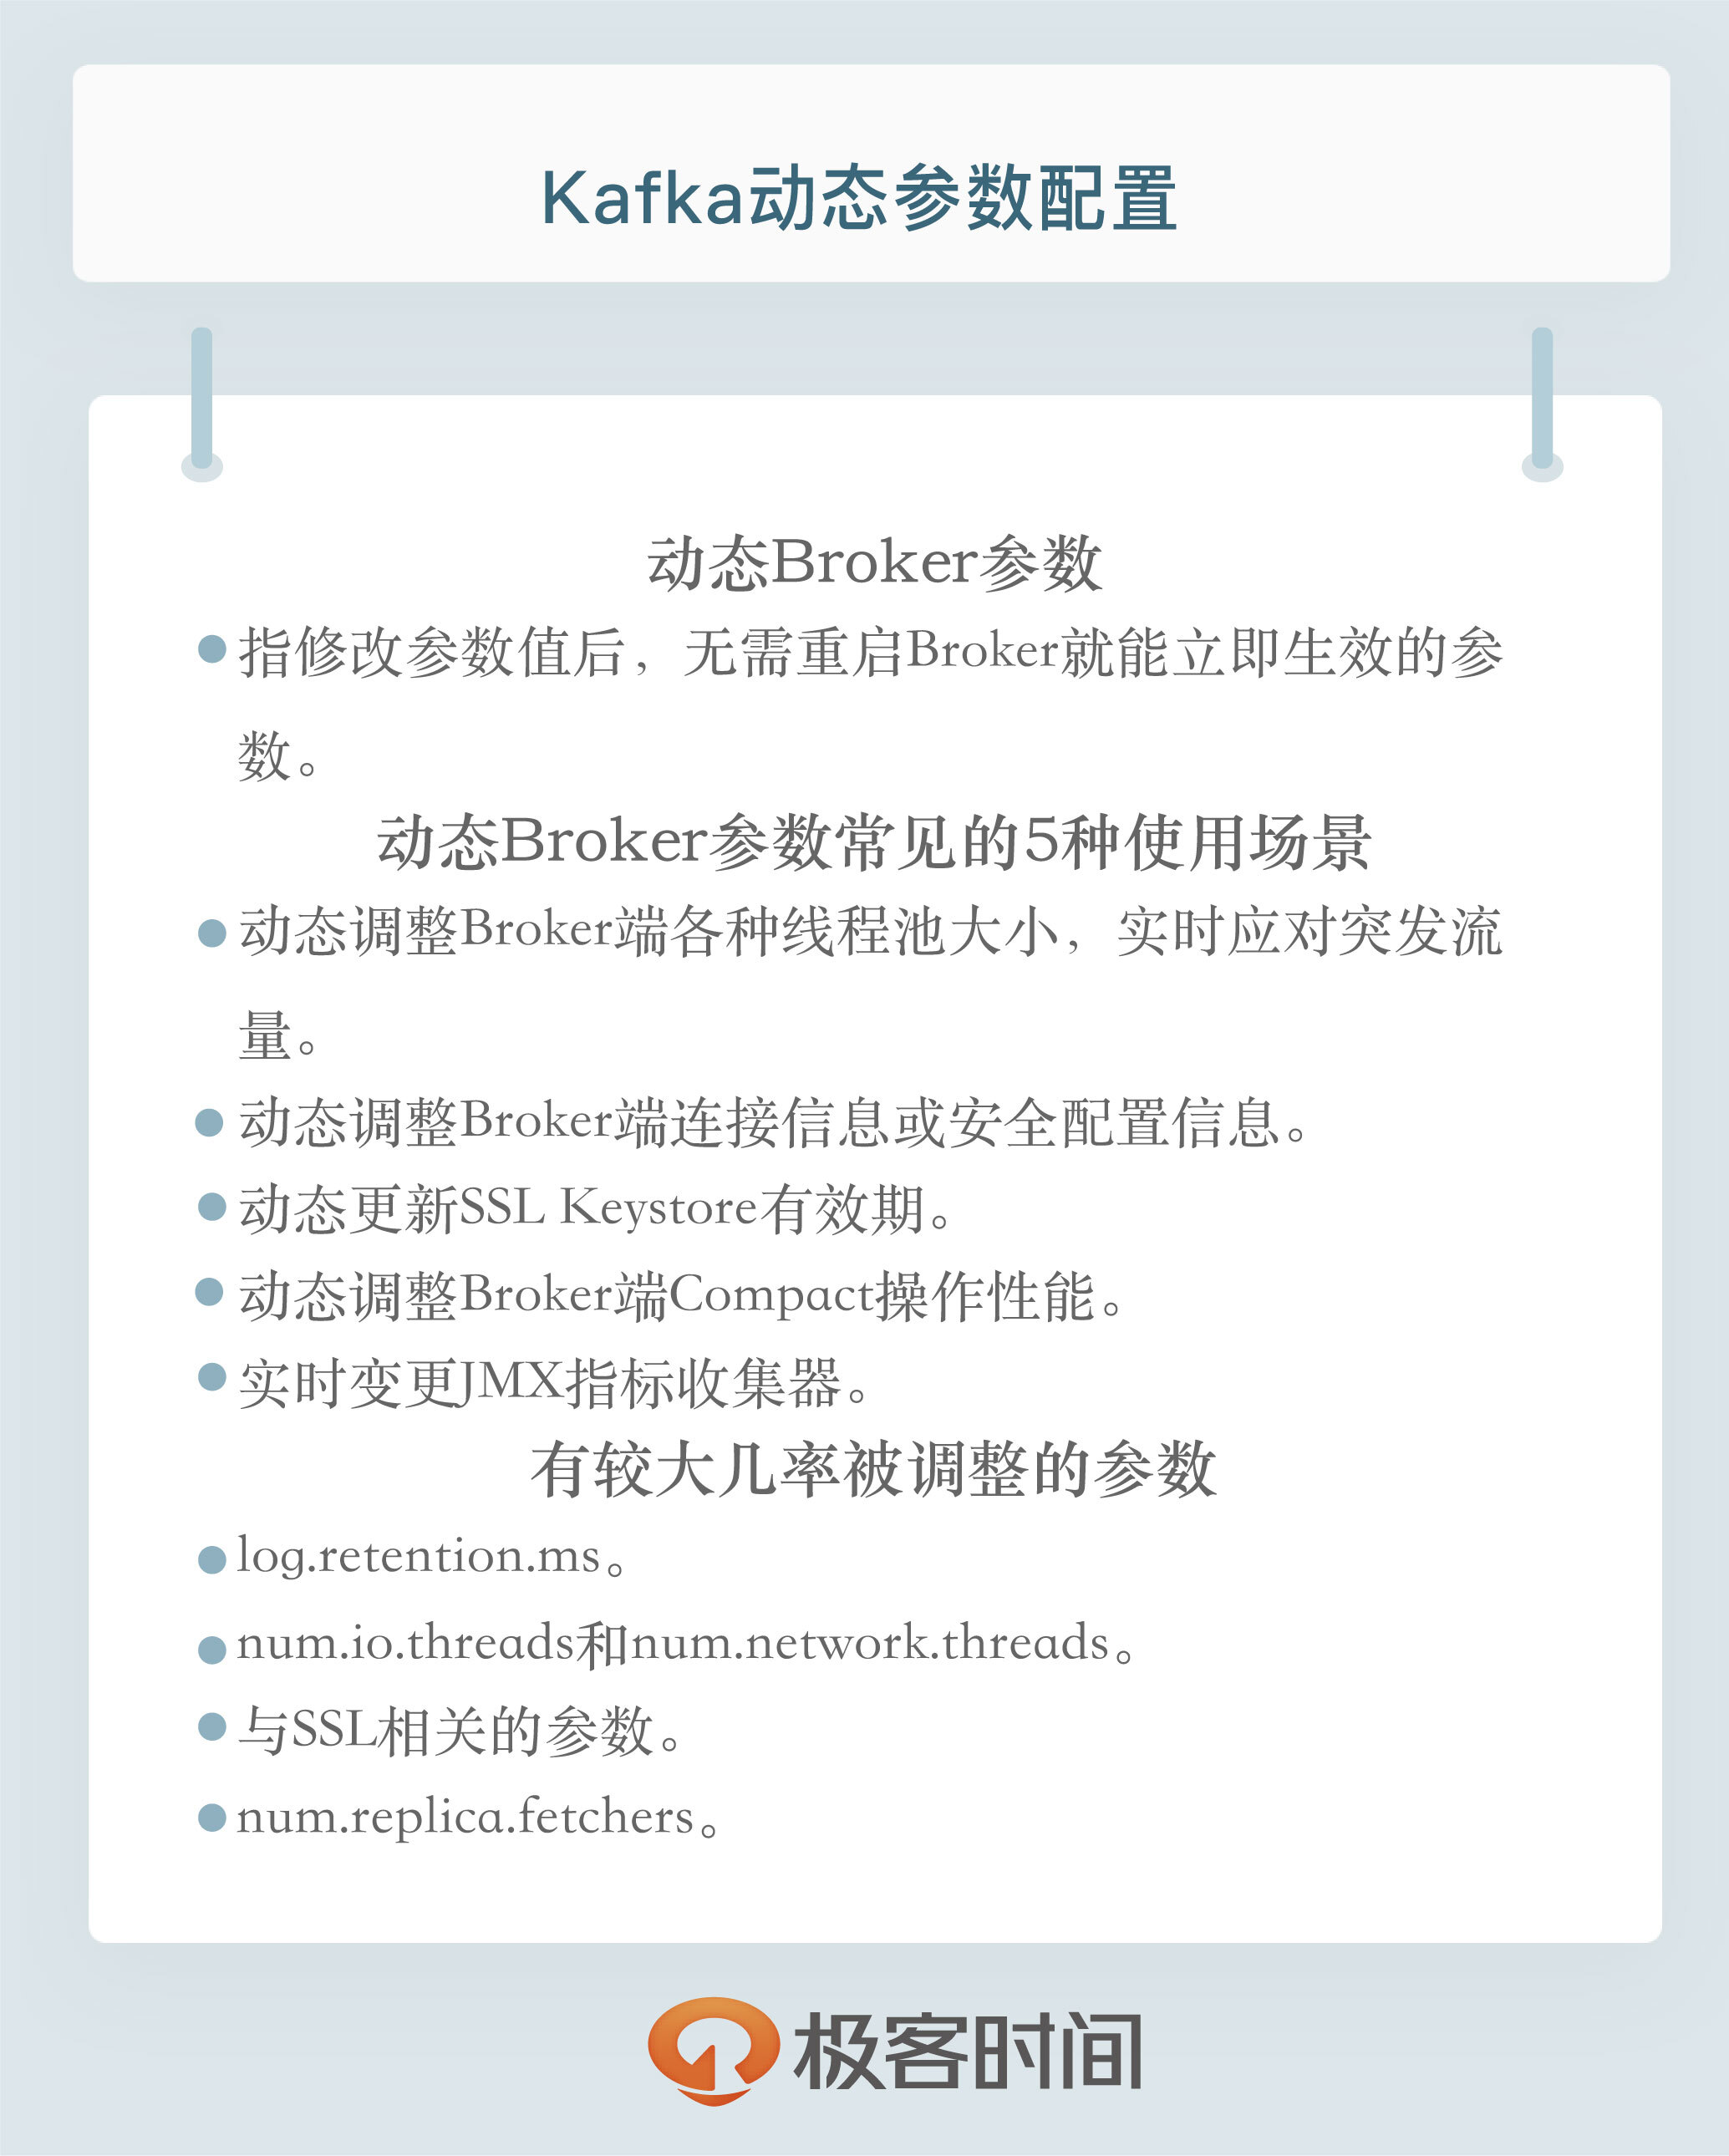 Kafka动态参数配置
动态Broker参数
指修改参数值后，无需重启Broker就能立即生效的参
数。
动态Broker参数常见的5种使用场景
动态调整Broker端各种线程池大小，实时应对突发流
量。
动态调整Broker端连接信息或安全配置信息。
动态更新SSL Keystore有效期。
动态调整Broker端Compact操作性能。
实时变更JMX指标收集器。
有较大几率被调整的参数
log.retention.ms。
num.io.threads和num.network.threads。
与SSL相关的参数。
num.replica.fetchers。
极客时间